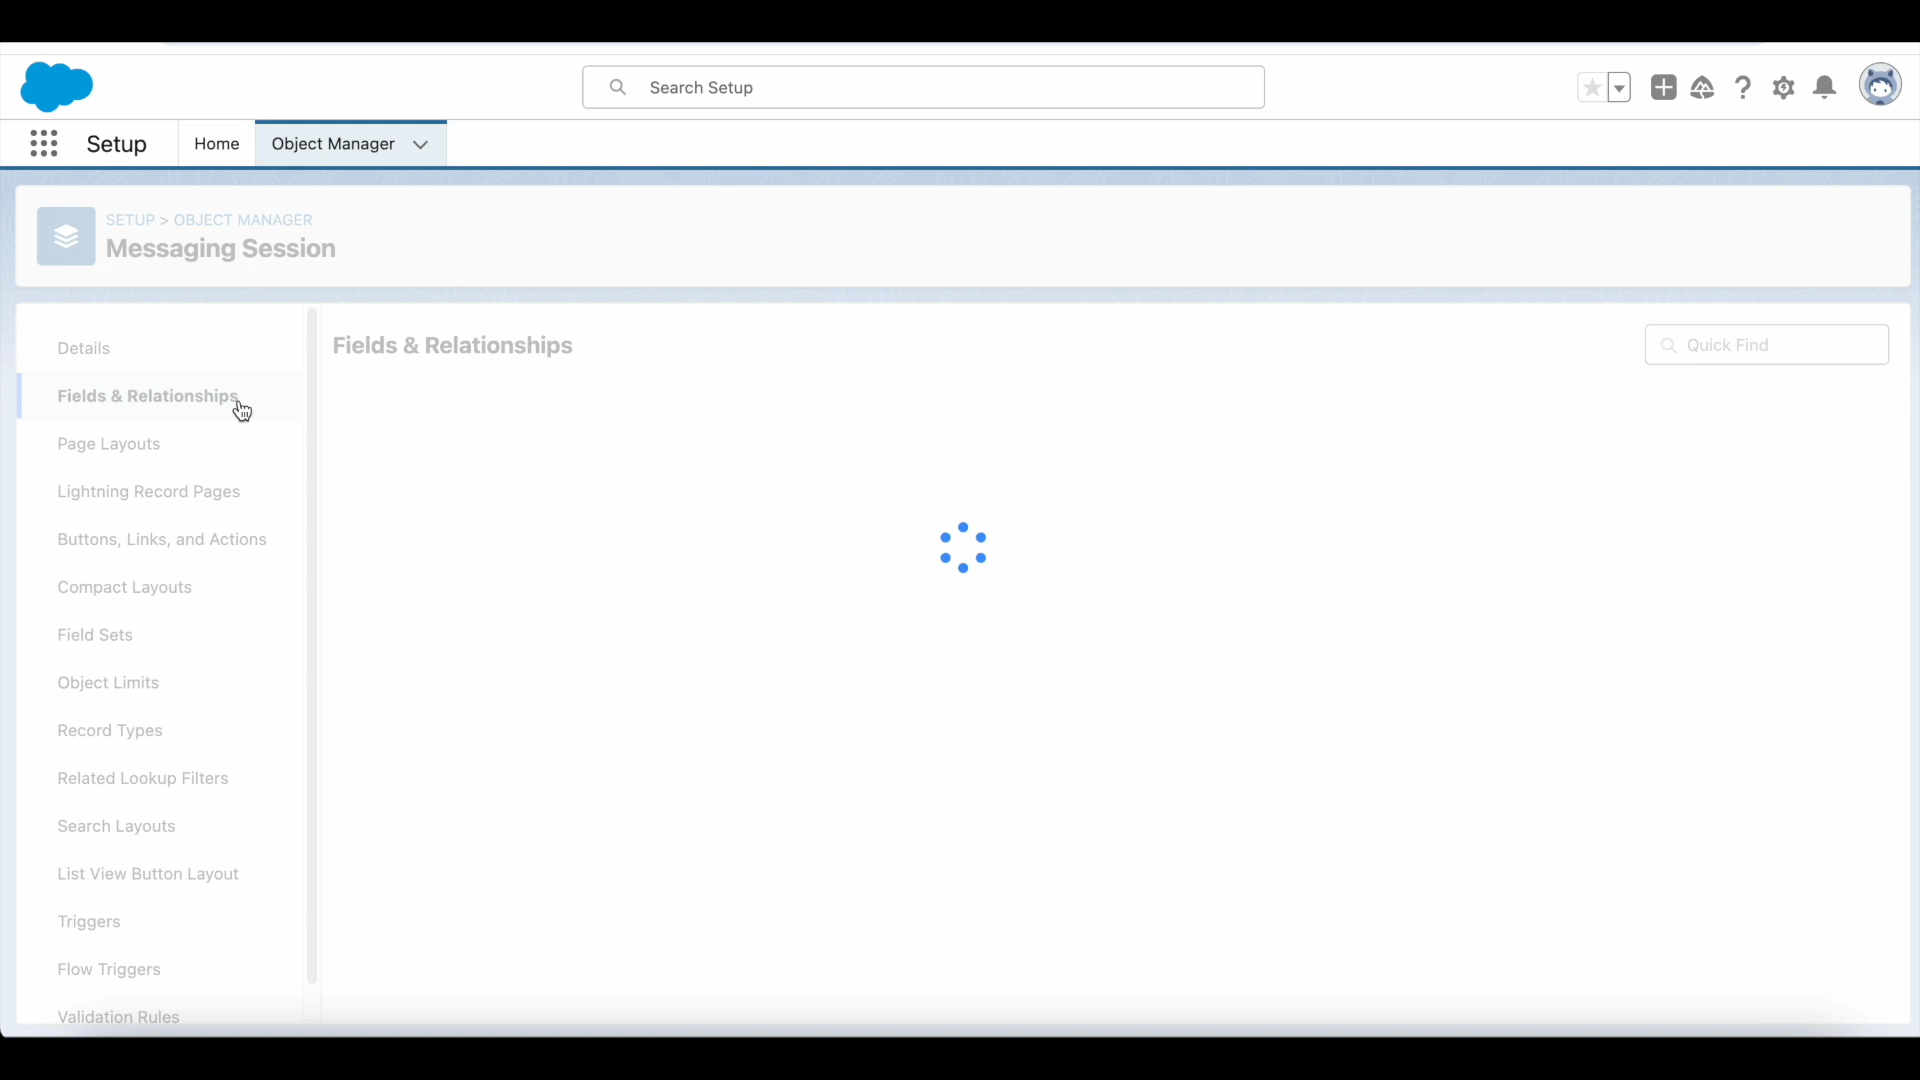 Search Setup
Setup
Home
Object Manager
SETUP > OBJECT MANAGER
Messaging Session
Details
Fields & Relationships
Page Layouts
Lightning Record Pages
Buttons, Links, and Actions
Compact Layouts
Field Sets
Object Limits
Record Types
Related Lookup Filters
Search Layouts
List View Button Layout
Triggers
Flow Triggers
Validation Rules
Fields & Relationships
Quick Find